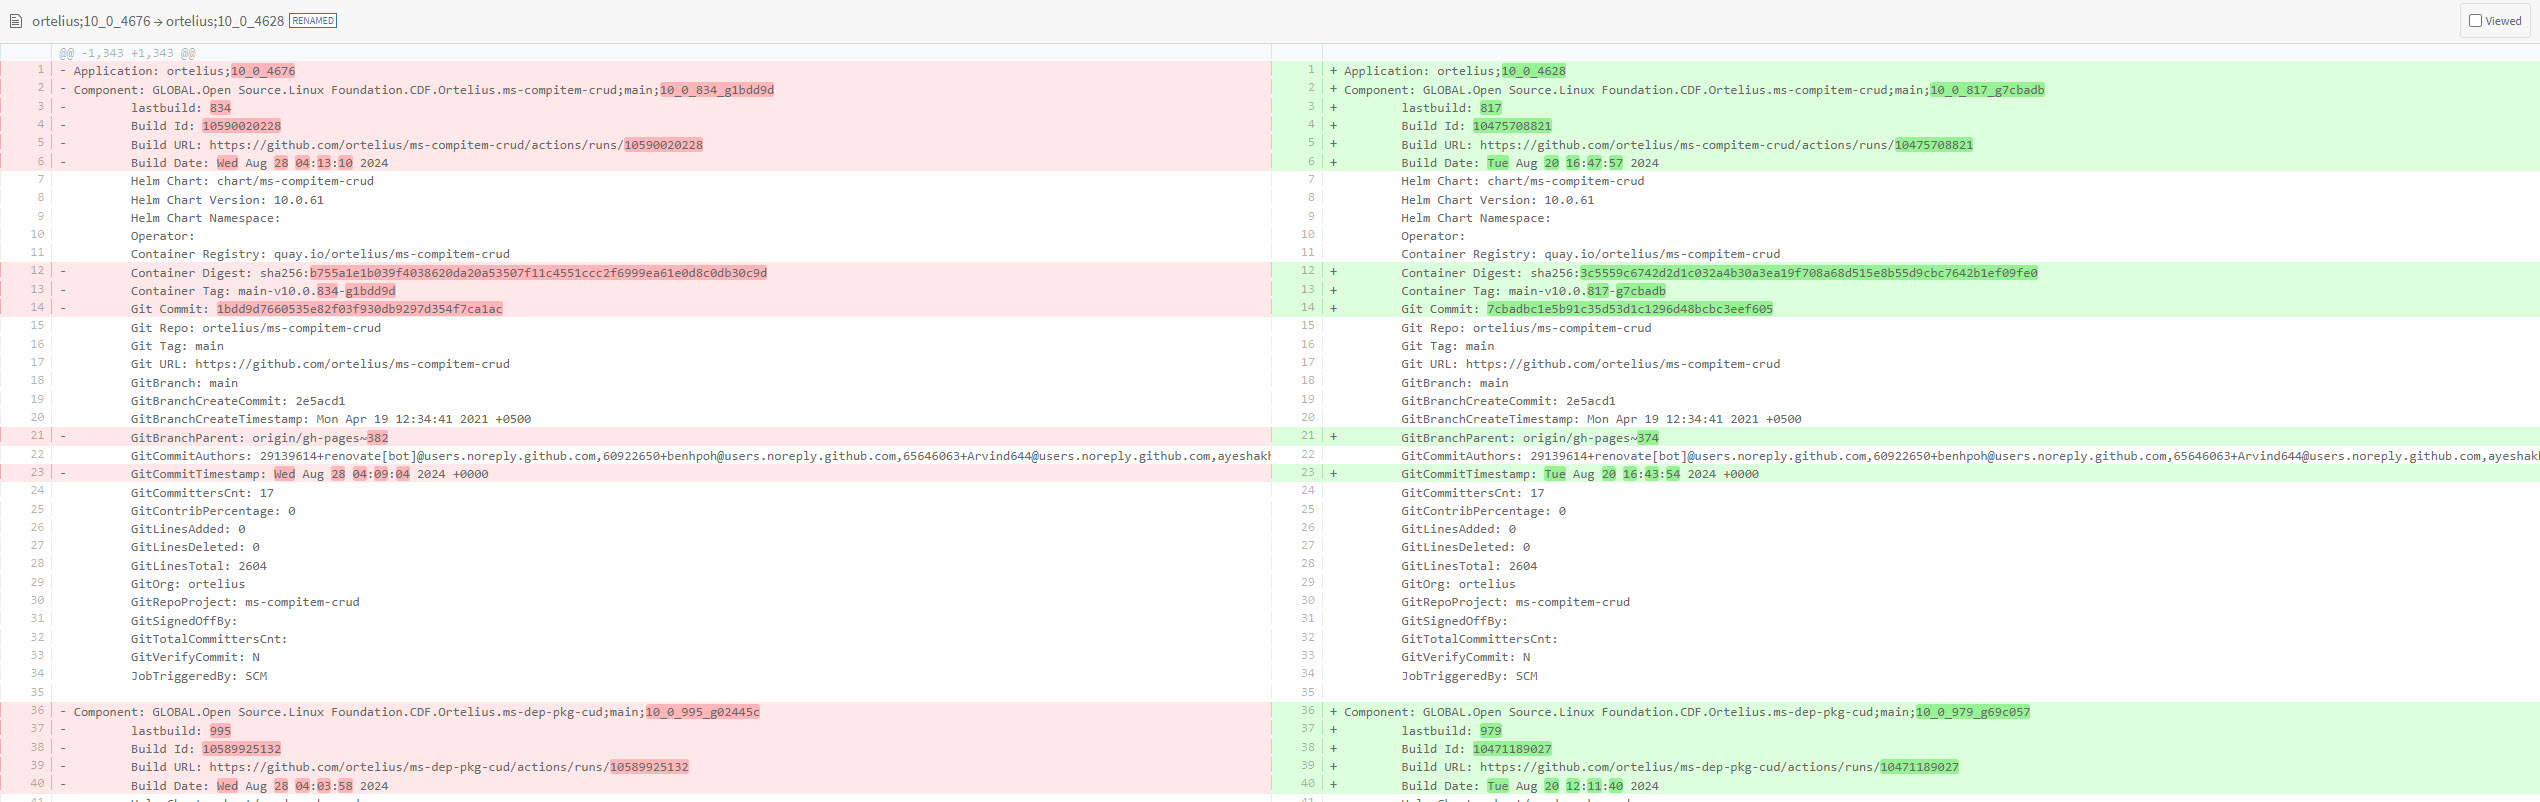 ortelius;10_0_4676 → ortelius;10_0_4628 RENAMED
Viewed
@@ -1,343 +1,343 @@
1 - Application: ortelius;10_0_4676
2 - Component: GLOBAL.Open Source.Linux Foundation.CDF.Ortelius.ms-compitem-crud;main;10_0_834_g1bdd9d
3 - lastbuild: 834
4 - Build Id: 10590020228
5 - Build URL: https://github.com/ortelius/ms-compitem-crud/actions/runs/10590020228
6 - Build Date: Wed Aug 28 04:13:10 2024
7 Helm Chart: chart/ms-compitem-crud
8 Helm Chart Version: 10.0.61
9 Helm Chart Namespace:
10 Operator:
11 Container Registry: quay.io/ortelius/ms-compitem-crud
12 - Container Digest: sha256:b755a1e1b039f4038620da20a53507f11c4551ccc2f6999ea61e0d8c0db30c9d
13 - Container Tag: main-v10.0.834-g1bdd9d
14 - Git Commit: 1bdd9d7660535e82f03f930db9297d354f7ca1ac
15 Git Repo: ortelius/ms-compitem-crud
16 Git Tag: main
17 Git URL: https://github.com/ortelius/ms-compitem-crud
18 GitBranch: main
19 GitBranchCreateCommit: 2e5acd1
20 GitBranchCreateTimestamp: Mon Apr 19 12:34:41 2021 +0500
21 - GitBranchParent: origin/gh-pages~382
22 GitCommitAuthors: 29139614+renovate[bot]@users.noreply.github.com,60922650+benhpoh@users.noreply.github.com,65646063+Arvind644@users.noreply.github.com,ayeshakh
23 - GitCommitTimestamp: Wed Aug 28 04:09:04 2024 +0000
24 GitCommittersCnt: 17
25 GitContribPercentage: 0
26 GitLinesAdded: 0
27 GitLinesDeleted: 0
28 GitLinesTotal: 2604
29 GitOrg: ortelius
30 GitRepoProject: ms-compitem-crud
31 GitSignedOffBy:
32 GitTotalCommittersCnt:
33 GitVerifyCommit: N
34 JobTriggeredBy: SCM
35
36 - Component: GLOBAL.Open Source.Linux Foundation.CDF.Ortelius.ms-dep-pkg-cud;main;10_0_995_g02445c
37 - lastbuild: 995
38 - Build Id: 10589925132
39 - Build URL: https://github.com/ortelius/ms-dep-pkg-cud/actions/runs/10589925132
40 - Build Date: Wed Aug 28 04:03:58 2024
1 + Application: ortelius;10_0_4628
2 + Component: GLOBAL.Open Source.Linux Foundation.CDF.Ortelius.ms-compitem-crud;main;10_0_817_g7cbadb
3 + lastbuild: 817
4 + Build Id: 10475708821
5 + Build URL: https://github.com/ortelius/ms-compitem-crud/actions/runs/10475708821
6 + Build Date: Tue Aug 20 16:47:57 2024
7 Helm Chart: chart/ms-compitem-crud
8 Helm Chart Version: 10.0.61
9 Helm Chart Namespace:
10 Operator:
11 Container Registry: quay.io/ortelius/ms-compitem-crud
12 + Container Digest: sha256:3c5559c6742d2d1c032a4b30a3ea19f708a68d515e8b55d9cbc7642b1ef09fe0
13 + Container Tag: main-v10.0.817-g7cbadb
14 + Git Commit: 7cbadbc1e5b91c35d53d1c1296d48bcbc3eef605
15 Git Repo: ortelius/ms-compitem-crud
16 Git Tag: main
17 Git URL: https://github.com/ortelius/ms-compitem-crud
18 GitBranch: main
19 GitBranchCreateCommit: 2e5acd1
20 GitBranchCreateTimestamp: Mon Apr 19 12:34:41 2021 +0500
21 + GitBranchParent: origin/gh-pages~374
22 GitCommitAuthors: 29139614+renovate[bot]@users.noreply.github.com,60922650+benhpoh@users.noreply.github.com,65646063+Arvind644@users.noreply.github.com,ayeshakh
23 + GitCommitTimestamp: Tue Aug 20 16:43:54 2024 +0000
24 GitCommittersCnt: 17
25 GitContribPercentage: 0
26 GitLinesAdded: 0
27 GitLinesDeleted: 0
28 GitLinesTotal: 2604
29 GitOrg: ortelius
30 GitRepoProject: ms-compitem-crud
31 GitSignedOffBy:
32 GitTotalCommittersCnt:
33 GitVerifyCommit: N
34 JobTriggeredBy: SCM
35
36 + Component: GLOBAL.Open Source.Linux Foundation.CDF.Ortelius.ms-dep-pkg-cud;main;10_0_979_g69c057
37 + lastbuild: 979
38 + Build Id: 10471189027
39 + Build URL: https://github.com/ortelius/ms-dep-pkg-cud/actions/runs/10471189027
40 + Build Date: Tue Aug 20 12:11:40 2024